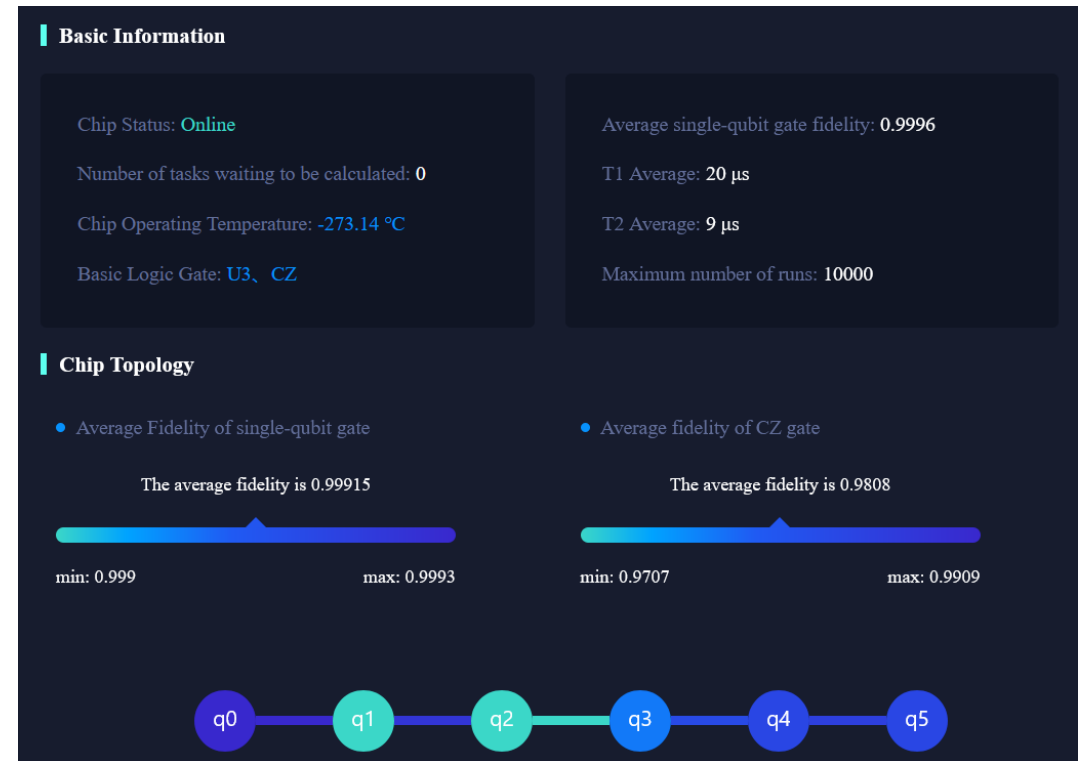 Basic Information
Chip Status: Online
Number of tasks waiting to be calculated: 0
Chip Operating Temperature: -273.14 ℃
Basic Logic Gate: U3、CZ
Average single-qubit gate fidelity: 0.9996
T1 Average: 20 μs
T2 Average: 9 μs
Maximum number of runs: 10000
Chip Topology
Average Fidelity of single-qubit gate
The average fidelity is 0.99915
min: 0.999
max: 0.9993
Average fidelity of CZ gate
The average fidelity is 0.9808
min: 0.9707
max: 0.9909
q0 q1 q2 q3 q4 q5